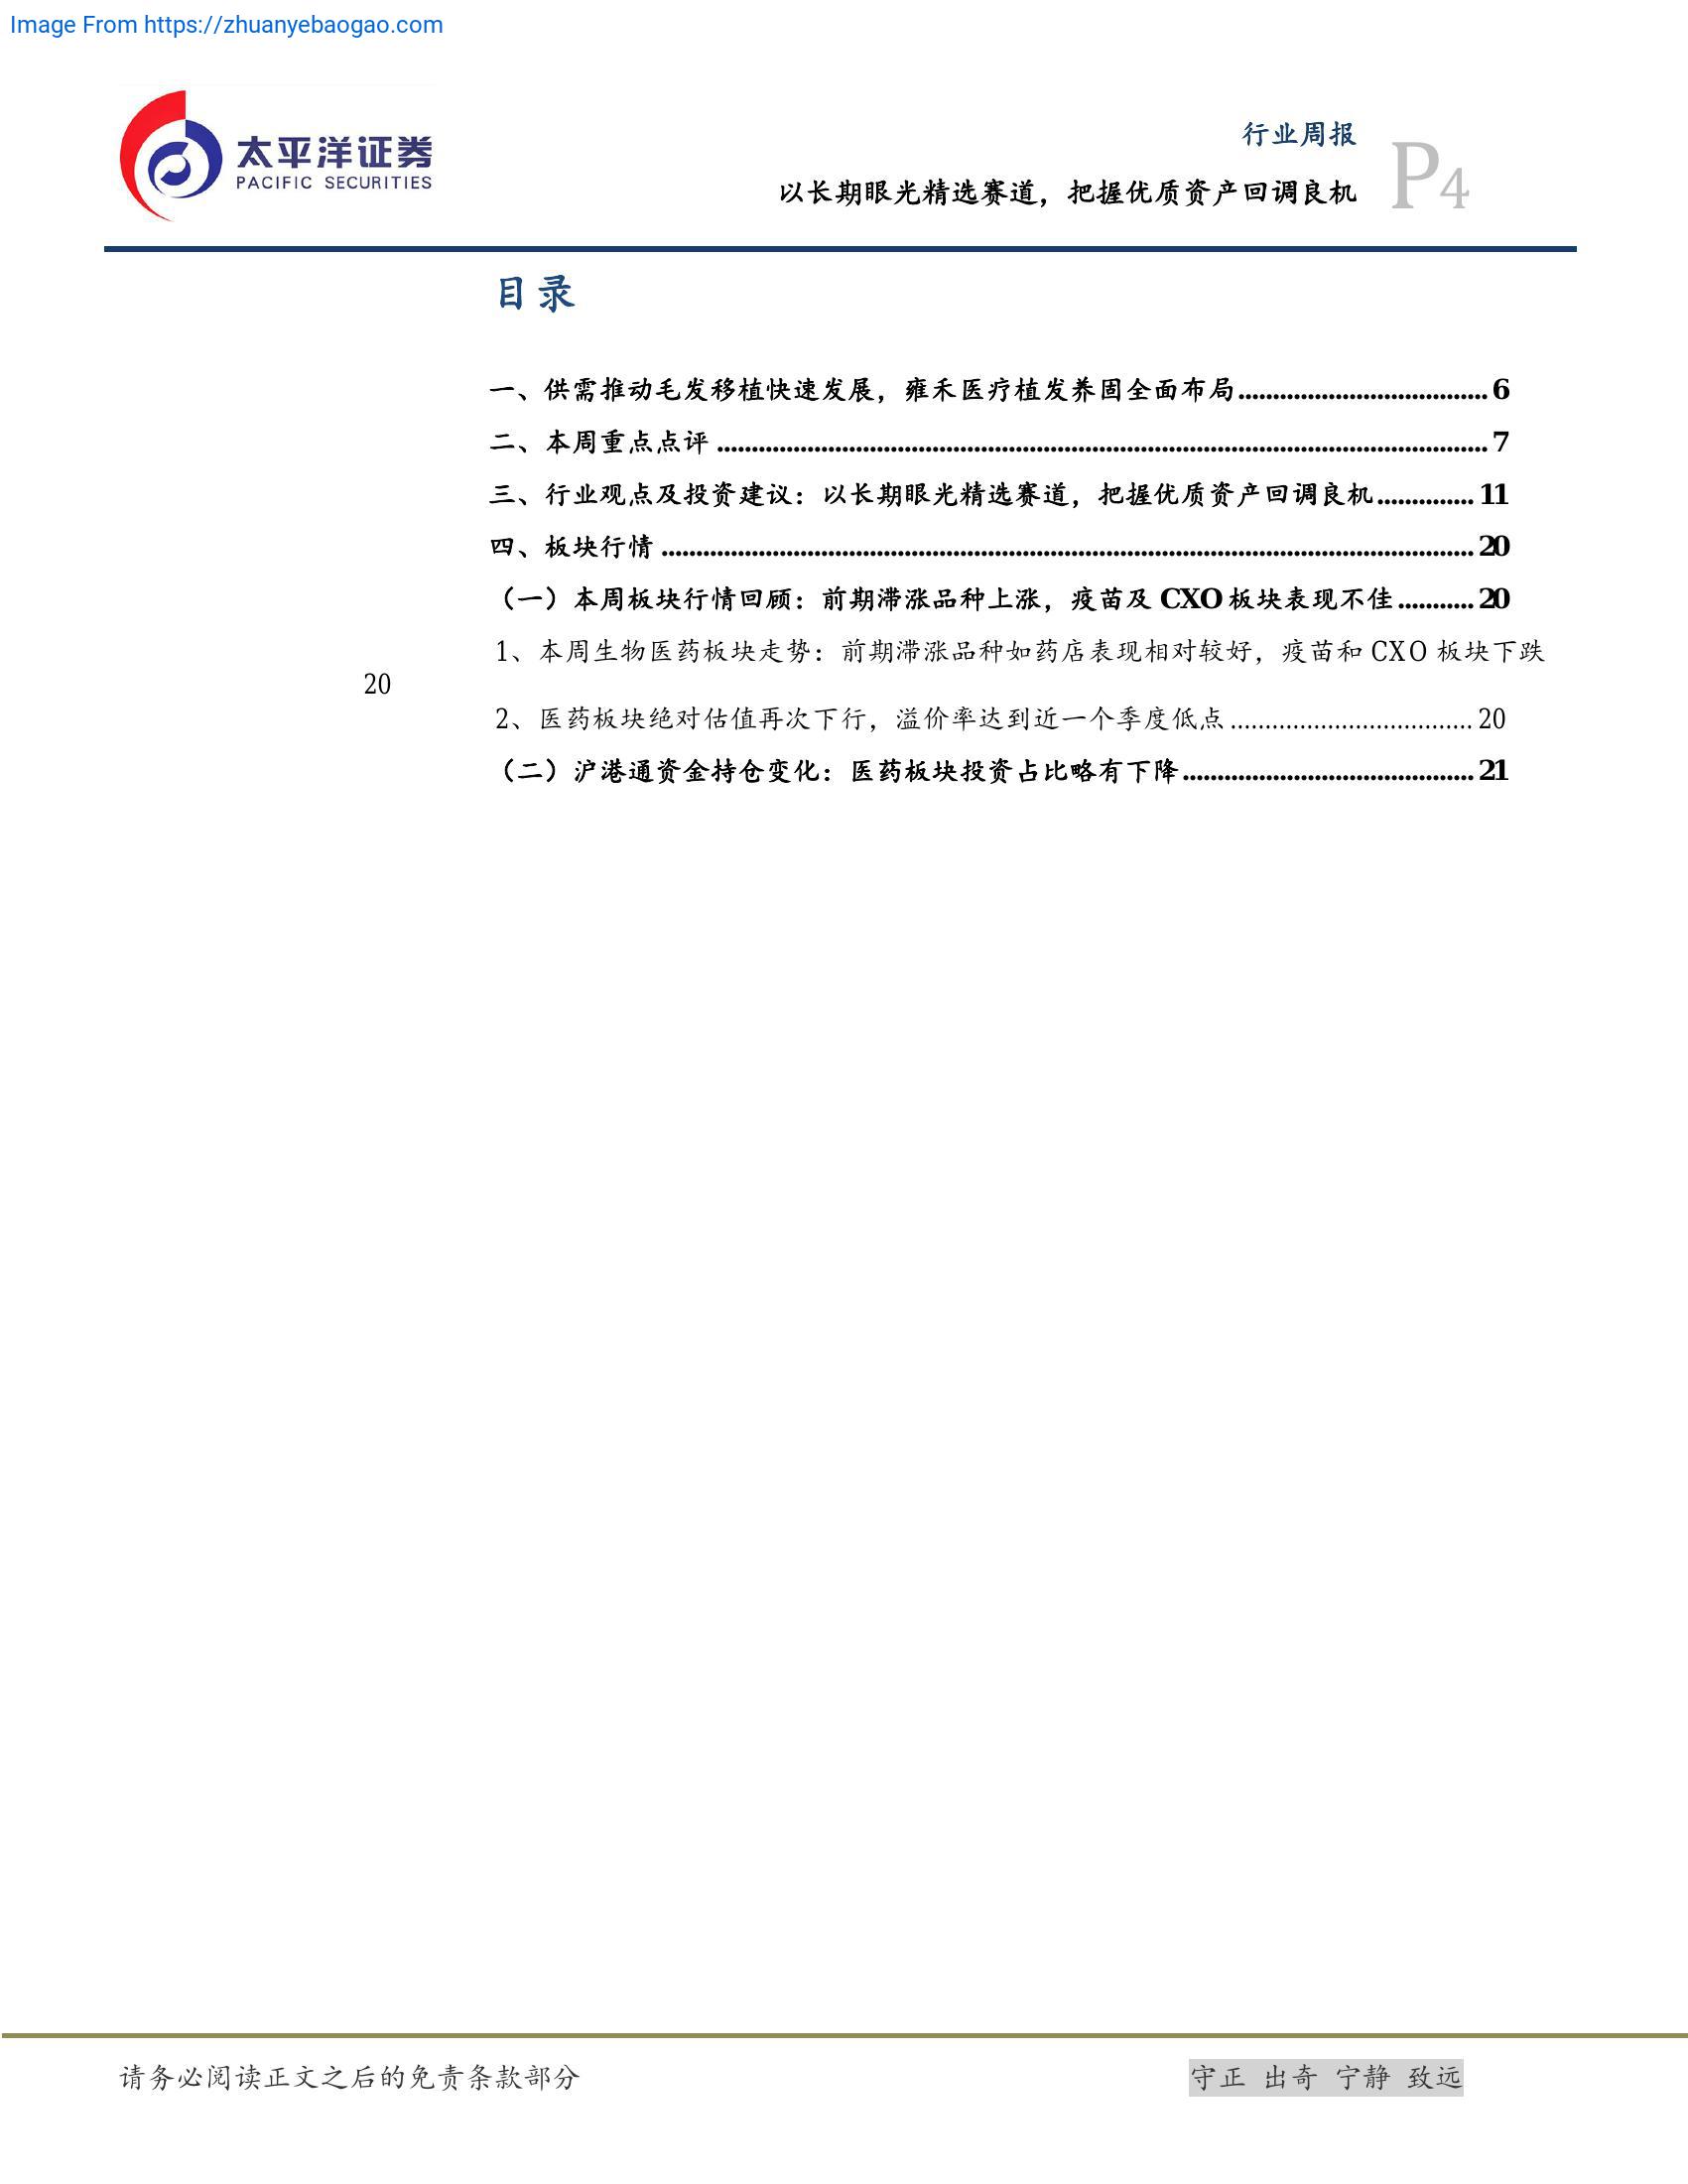 Image From https://zhuanyebaogao.com
太平洋证券
PACIFIC SECURITIES
行业周报
以长期眼光精选赛道，把握优质资产回调良机
P4
目录
一、供需推动毛发移植快速发展，雍禾医疗植发养固全面布局.................................... 6
二、本周重点点评 ................................................................................................................ 7
三、行业观点及投资建议：以长期眼光精选赛道，把握优质资产回调良机.............. 11
四、板块行情 ...................................................................................................................... 20
（一）本周板块行情回顾：前期滞涨品种上涨，疫苗及 CXO 板块表现不佳........... 20
1、本周生物医药板块走势：前期滞涨品种如药店表现相对较好，疫苗和 CXO 板块下跌
20
2、医药板块绝对估值再次下行，溢价率达到近一个季度低点................................... 20
（二）沪港通资金持仓变化：医药板块投资占比略有下降.......................................... 21
请务必阅读正文之后的免责条款部分
守正 出奇 宁静 致远